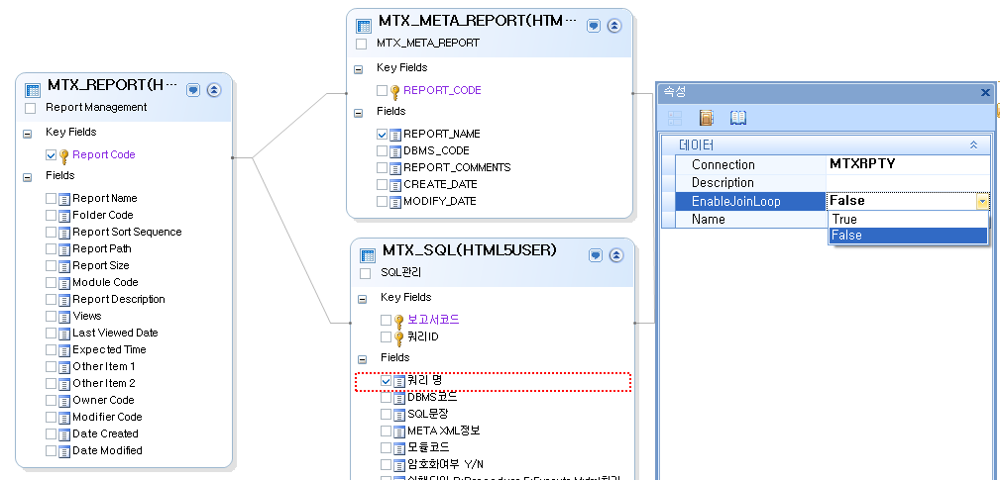 MTX_REPORT(H···
Report Management
Key Fields
Report Code
Fields
Report Name
Folder Code
Report Sort Sequence
Report Path
Report Size
Module Code
Report Description
Views
Last Viewed Date
Expected Time
Other Item 1
Other Item 2
Owner Code
Modifier Code
Date Created
Date Modified
MTX_META_REPORT(HTM···
MTX_META_REPORT
Key Fields
REPORT_CODE
Fields
REPORT_NAME
DBMS_CODE
REPORT_COMMENTS
CREATE_DATE
MODIFY_DATE
MTX_SQL(HTML5USER)
SQL관리
Key Fields
보고서코드
쿼리ID
Fields
쿼리 명
DBMS코드
SQL문장
META XML정보
모듈코드
암호화여부 Y/N
속성
데이터
Connection MTXRPTY
Description
EnableJoinLoop False
Name True
False